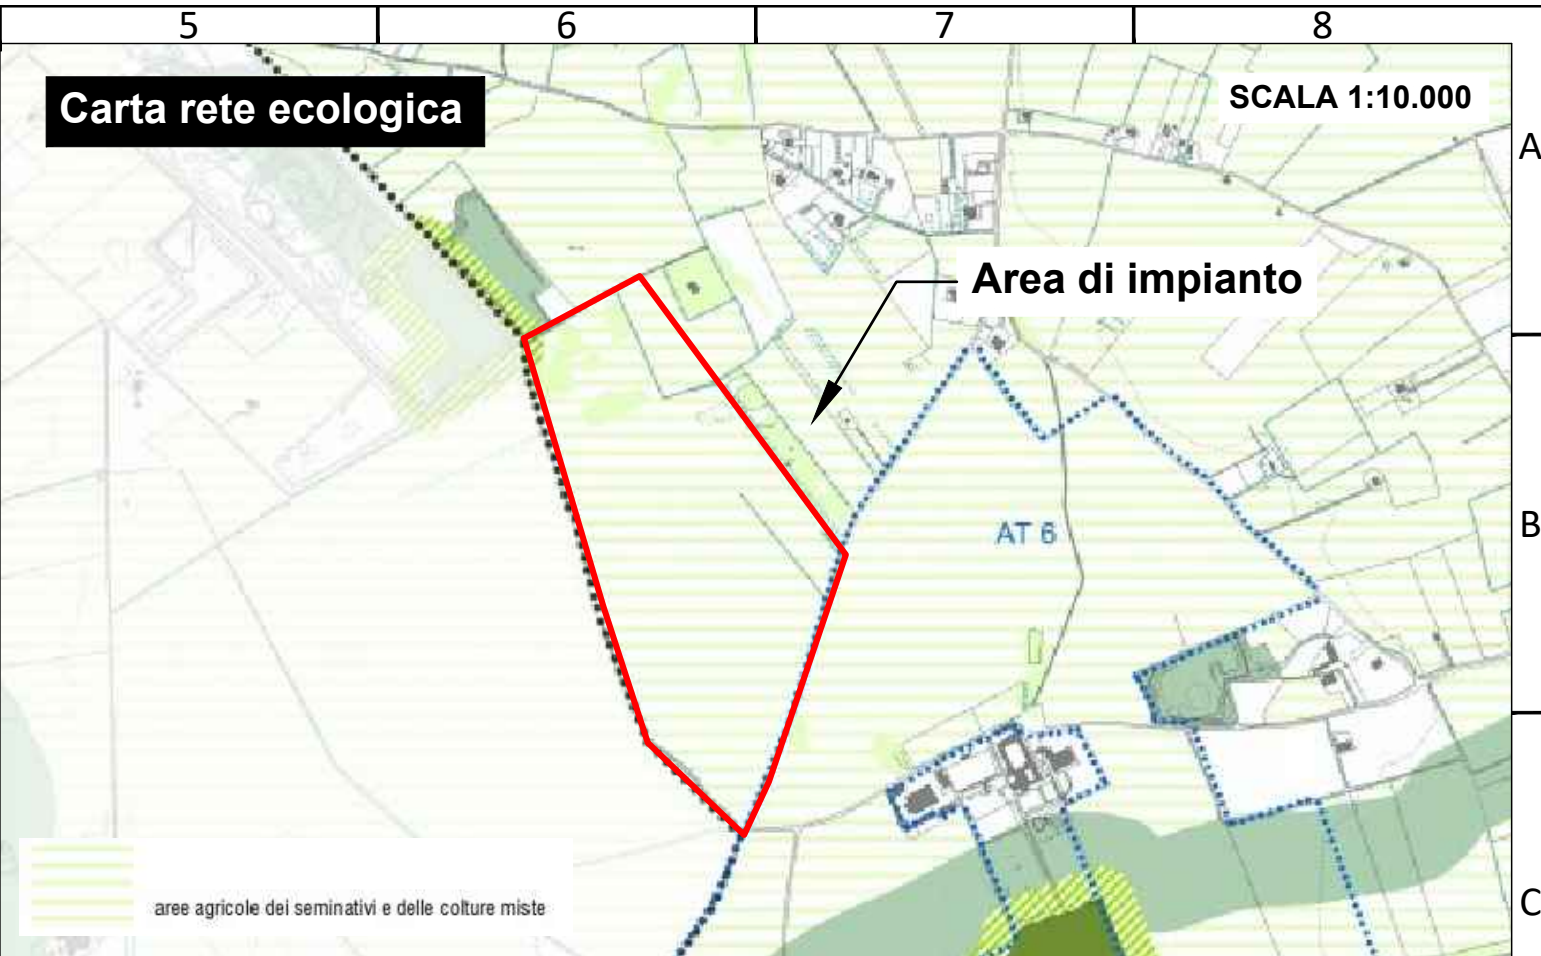 5 6 7 8
Carta rete ecologica
SCALA 1:10.000
A
Area di impianto
B
AT 6
aree agricole dei seminativi e delle colture miste
C